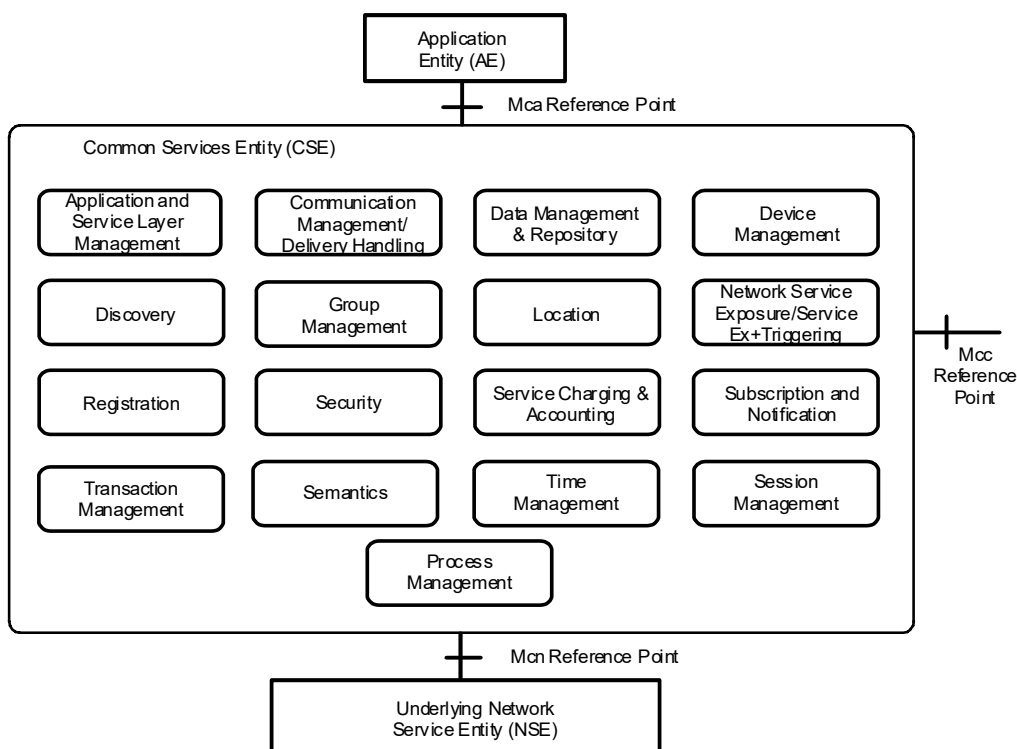 Application
Entity (AE)
Mca Reference Point
Common Services Entity (CSE)
Application and
Service Layer
Management
Communication
Management/
Delivery Handling
Data Management
& Repository
Device
Management
Discovery
Group
Management
Location
Network Service
Exposure/Service
Ex+Triggering
Mcc
Reference
Point
Registration
Security
Service Charging &
Accounting
Subscription and
Notification
Transaction
Management
Semantics
Time
Management
Session
Management
Process
Management
Mcn Reference Point
Underlying Network
Service Entity (NSE)